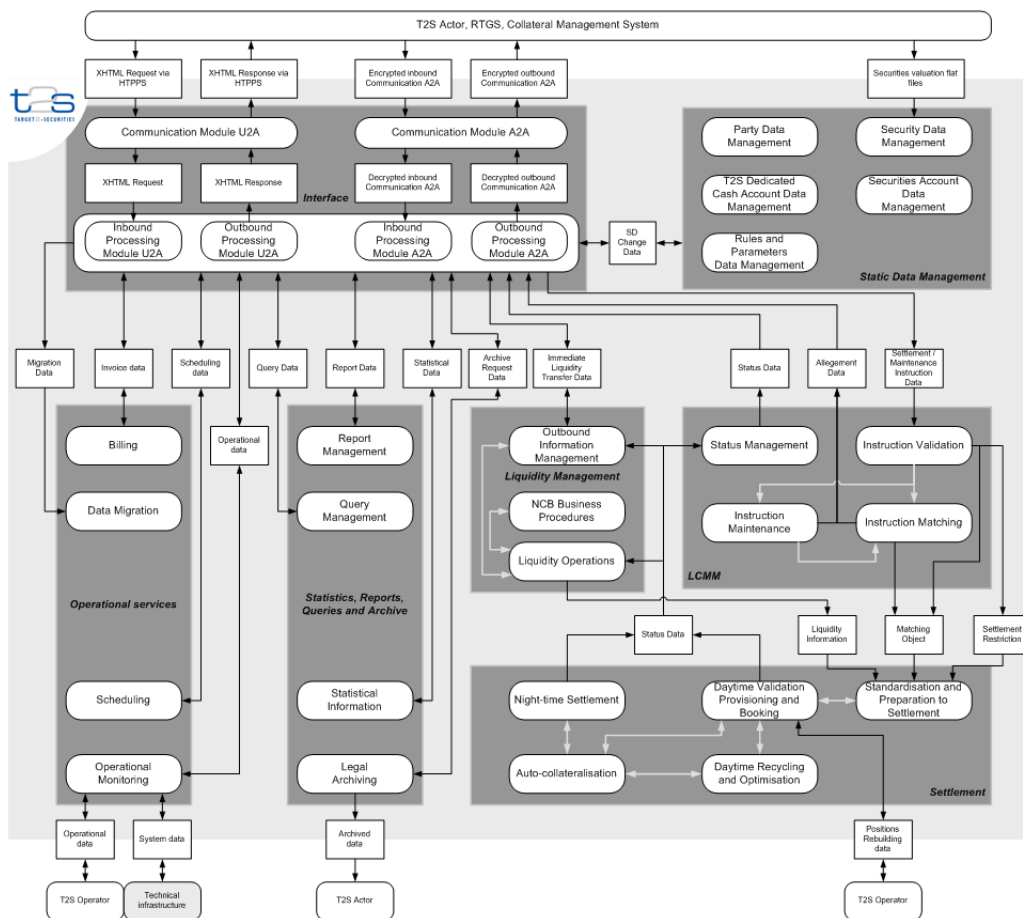 T2S Actor, RTGS, Collateral Management System
XHTML Request via
HTPPS
XHTML Response via
HTPPS
Encrypted inbound
Communication A2A
Encrypted outbound
Communication A2A
Securities valuation flat
files
t2s
TARGET2-SECURITIES
Communication Module U2A
Communication Module A2A
XHTML Request
XHTML Response
Decrypted inbound
Communication A2A
Decrypted outbound
Communication A2A
Interface
Inbound
Processing
Module U2A
Outbound
Processing
Module U2A
Inbound
Processing
Module A2A
Outbound
Processing
Module A2A
SD
Change
Data
Party Data
Management
Security Data
Management
T2S Dedicated
Cash Account Data
Management
Securities Account
Data
Management
Rules and
Parameters
Data Management
Static Data Management
Migration
Data
Invoice data
Scheduling
data
Query Data
Report Data
Statistical
Data
Archive
Request
Data
Immediate
Liquidity
Transfer Data
Status Data
Allegement
Data
Settlement /
Maintenance
Instruction
Data
Billing
Data Migration
Operational services
Scheduling
Operational
Monitoring
Operational
data
Report
Management
Query
Management
Statistics, Reports,
Queries and Archive
Statistical
Information
Legal
Archiving
Outbound
Information
Management
Liquidity Management
NCB Business
Procedures
Liquidity Operations
Status Management
Instruction Validation
Instruction
Maintenance
Instruction Matching
LCMM
Status Data
Liquidity
Information
Matching
Object
Settlement
Restriction
Night-time Settlement
Daytime Validation
Provisioning and
Booking
Standardisation and
Preparation to
Settlement
Auto-collateralisation
Daytime Recycling
and Optimisation
Settlement
Operational
data
System data
Archived
data
Positions
Rebuilding
data
T2S Operator
Technical
infrastructure
T2S Actor
T2S Operator